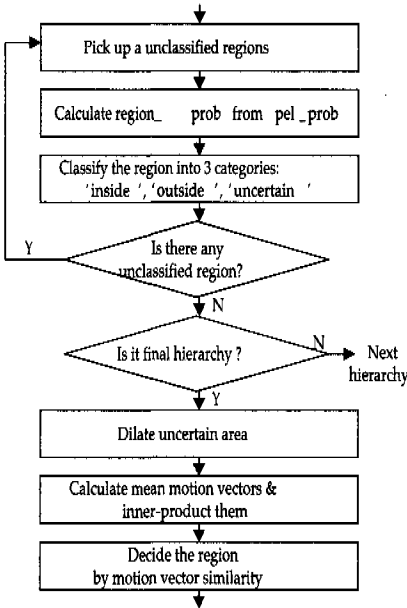 Pick up a unclassified regions
Calculate region_ prob from pel_prob
Classify the region into 3 categories:
'inside ', 'outside ', 'uncertain '
Is there any
unclassified region?
Y
N
Is it final hierarchy ?
N
Next
hierarchy
Y
Dilate uncertain area
Calculate mean motion vectors &
inner-product them
Decide the region
by motion vector similarity